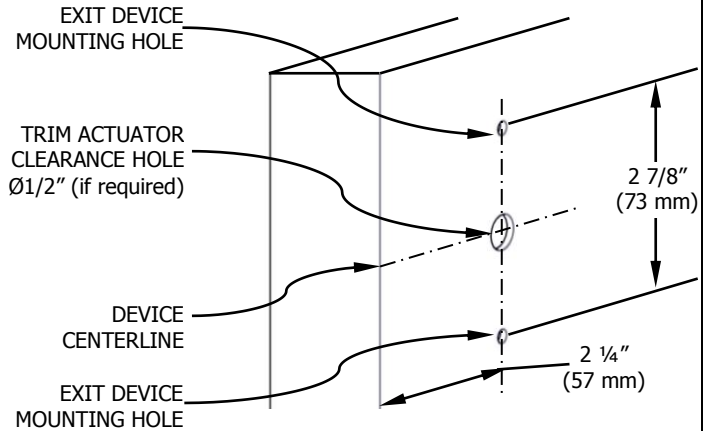 EXIT DEVICE
MOUNTING HOLE
TRIM ACTUATOR
CLEARANCE HOLE
Ø1/2" (if required)
2 7/8"
(73 mm)
DEVICE
CENTERLINE
2 ¼"
(57 mm)
EXIT DEVICE
MOUNTING HOLE